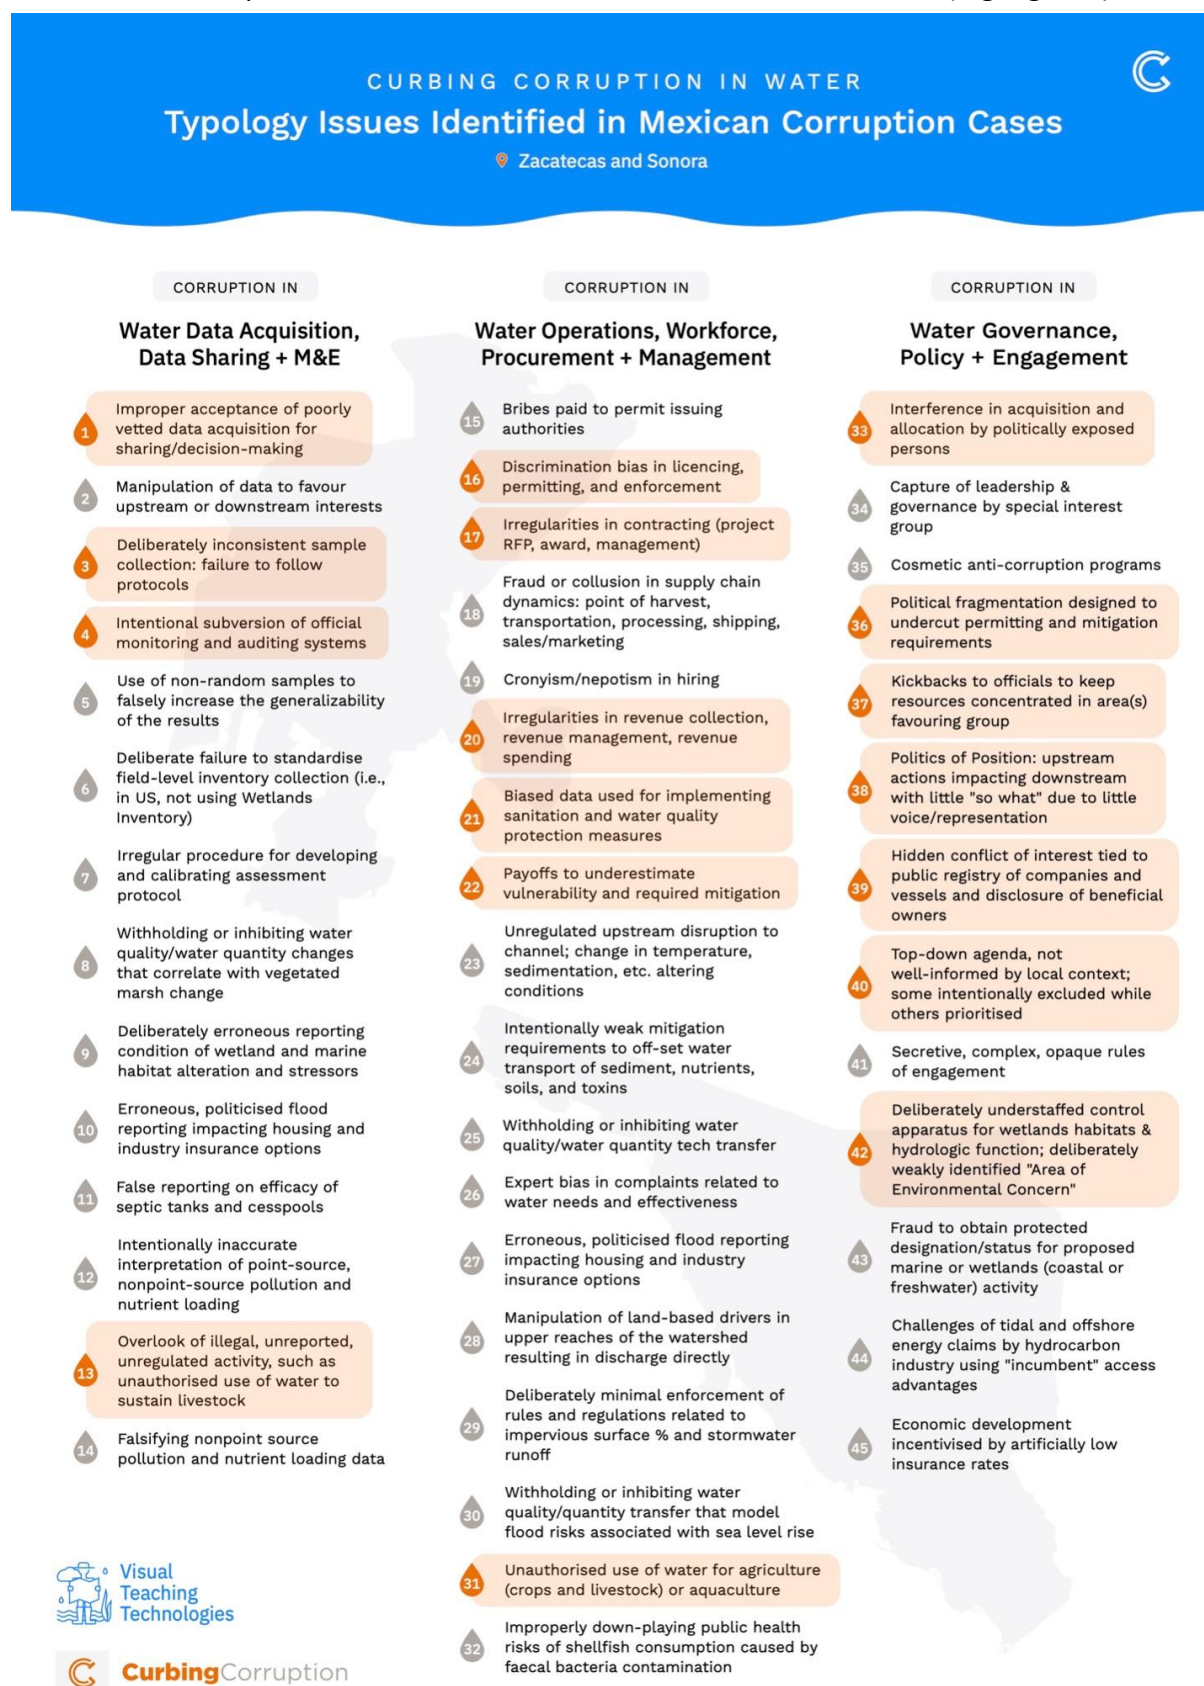 CURBING CORRUPTION IN WATER
Typology Issues Identified in Mexican Corruption Cases
Zacatecas and Sonora
CORRUPTION IN
Water Data Acquisition,
Data Sharing + M&E
1
Improper acceptance of poorly
vetted data acquisition for
sharing/decision-making
2
Manipulation of data to favour
upstream or downstream interests
3
Deliberately inconsistent sample
collection: failure to follow
protocols
4
Intentional subversion of official
monitoring and auditing systems
5
Use of non-random samples to
falsely increase the generalizability
of the results
6
Deliberate failure to standardise
field-level inventory collection (i.e.,
in US, not using Wetlands
Inventory)
7
Irregular procedure for developing
and calibrating assessment
protocol
8
Withholding or inhibiting water
quality/water quantity changes
that correlate with vegetated
marsh change
9
Deliberately erroneous reporting
condition of wetland and marine
habitat alteration and stressors
10
Erroneous, politicised flood
reporting impacting housing and
industry insurance options
11
False reporting on efficacy of
septic tanks and cesspools
12
Intentionally inaccurate
interpretation of point-source,
nonpoint-source pollution and
nutrient loading
13
Overlook of illegal, unreported,
unregulated activity, such as
unauthorised use of water to
sustain livestock
14
Falsifying nonpoint source
pollution and nutrient loading data
CORRUPTION IN
Water Operations, Workforce,
Procurement + Management
15
Bribes paid to permit issuing
authorities
16
Discrimination bias in licencing,
permitting, and enforcement
17
Irregularities in contracting (project
RFP, award, management)
18
Fraud or collusion in supply chain
dynamics: point of harvest,
transportation, processing, shipping,
sales/marketing
19
Cronyism/nepotism in hiring
20
Irregularities in revenue collection,
revenue management, revenue
spending
21
Biased data used for implementing
sanitation and water quality
protection measures
22
Payoffs to underestimate
vulnerability and required mitigation
23
Unregulated upstream disruption to
channel; change in temperature,
sedimentation, etc. altering
conditions
24
Intentionally weak mitigation
requirements to off-set water
transport of sediment, nutrients,
soils, and toxins
25
Withholding or inhibiting water
quality/water quantity tech transfer
26
Expert bias in complaints related to
water needs and effectiveness
27
Erroneous, politicised flood reporting
impacting housing and industry
insurance options
28
Manipulation of land-based drivers in
upper reaches of the watershed
resulting in discharge directly
29
Deliberately minimal enforcement of
rules and regulations related to
impervious surface % and stormwater
runoff
30
Withholding or inhibiting water
quality/quantity transfer that model
flood risks associated with sea level rise
31
Unauthorised use of water for agriculture
(crops and livestock) or aquaculture
32
Improperly down-playing public health
risks of shellfish consumption caused by
faecal bacteria contamination
CORRUPTION IN
Water Governance,
Policy + Engagement
33
Interference in acquisition and
allocation by politically exposed
persons
34
Capture of leadership &
governance by special interest
group
35
Cosmetic anti-corruption programs
36
Political fragmentation designed to
undercut permitting and mitigation
requirements
37
Kickbacks to officials to keep
resources concentrated in area(s)
favouring group
38
Politics of Position: upstream
actions impacting downstream
with little "so what" due to little
voice/representation
39
Hidden conflict of interest tied to
public registry of companies and
vessels and disclosure of beneficial
owners
40
Top-down agenda, not
well-informed by local context;
some intentionally excluded while
others prioritised
41
Secretive, complex, opaque rules
of engagement
42
Deliberately understaffed control
apparatus for wetlands habitats &
hydrologic function; deliberately
weakly identified "Area of
Environmental Concern"
43
Fraud to obtain protected
designation/status for proposed
marine or wetlands (coastal or
freshwater) activity
44
Challenges of tidal and offshore
energy claims by hydrocarbon
industry using "incumbent" access
advantages
45
Economic development
incentivised by artificially low
insurance rates
Visual
Teaching
Technologies
CurbingCorruption